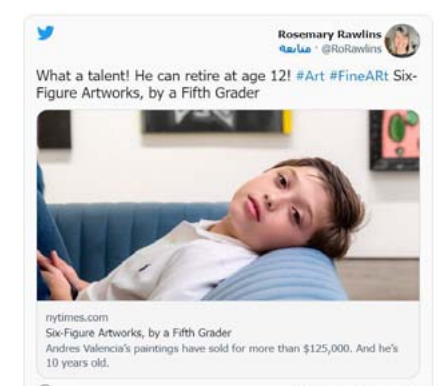 Rosemary Rawlins
متابعة · @RoRawlins
What a talent! He can retire at age 12! #Art #FineARt Six-
Figure Artworks, by a Fifth Grader
nytimes.com
Six-Figure Artworks, by a Fifth Grader
Andres Valencia's paintings have sold for more than $125,000. And he's
10 years old.